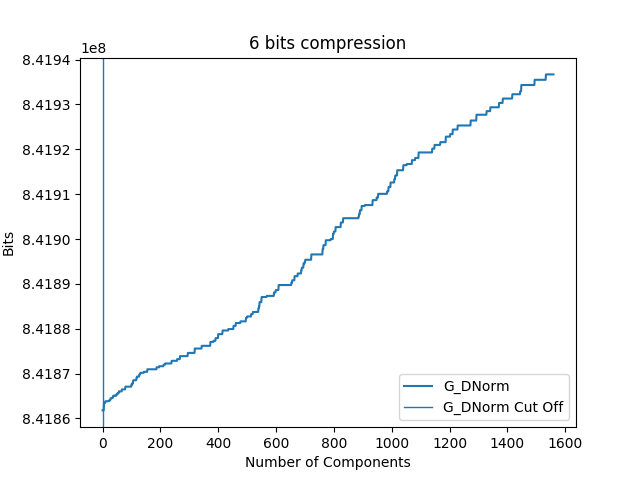 6 bits compression
1e8
8.4194
8.4193
8.4192
8.4191
8.4190
8.4189
8.4188
8.4187
8.4186
Bits
0 200 400 600 800 1000 1200 1400 1600
Number of Components
G_DNorm
G_DNorm Cut Off